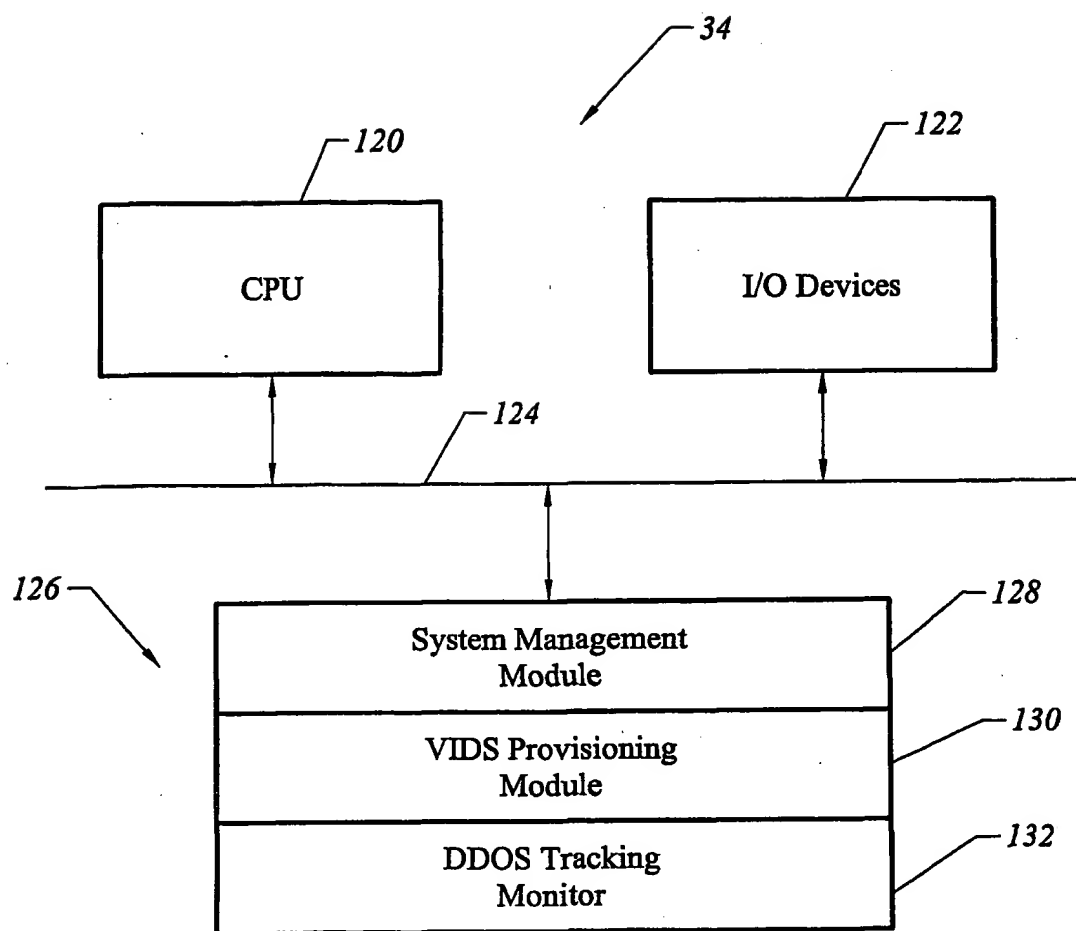 34
120
122
CPU
I/O Devices
124
126
128
System Management
Module
130
VIDS Provisioning
Module
132
DDOS Tracking
Monitor